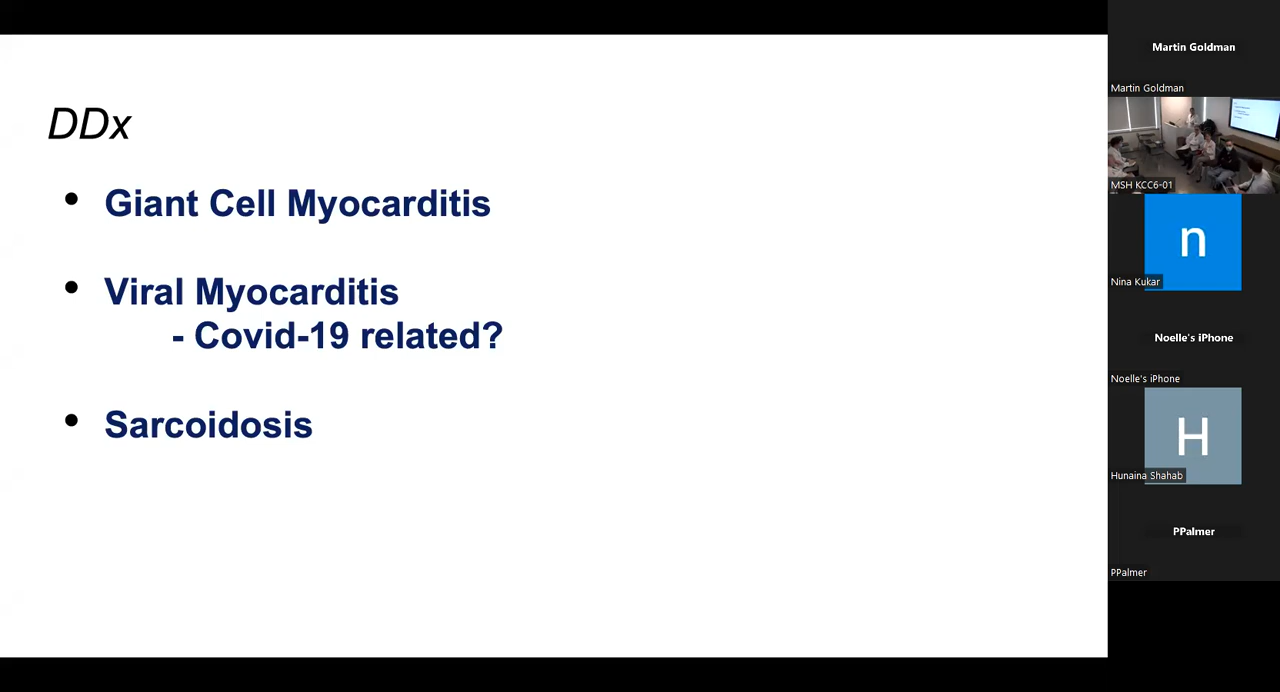 DDx
• Giant Cell Myocarditis
• Viral Myocarditis
- Covid-19 related?
• Sarcoidosis
Martin Goldman
Martin Goldman
MSH KCC6-01
n
Nina Kukar
Noelle's iPhone
Noelle's iPhone
H
Hunaina Shahab
PPalmer
PPalmer